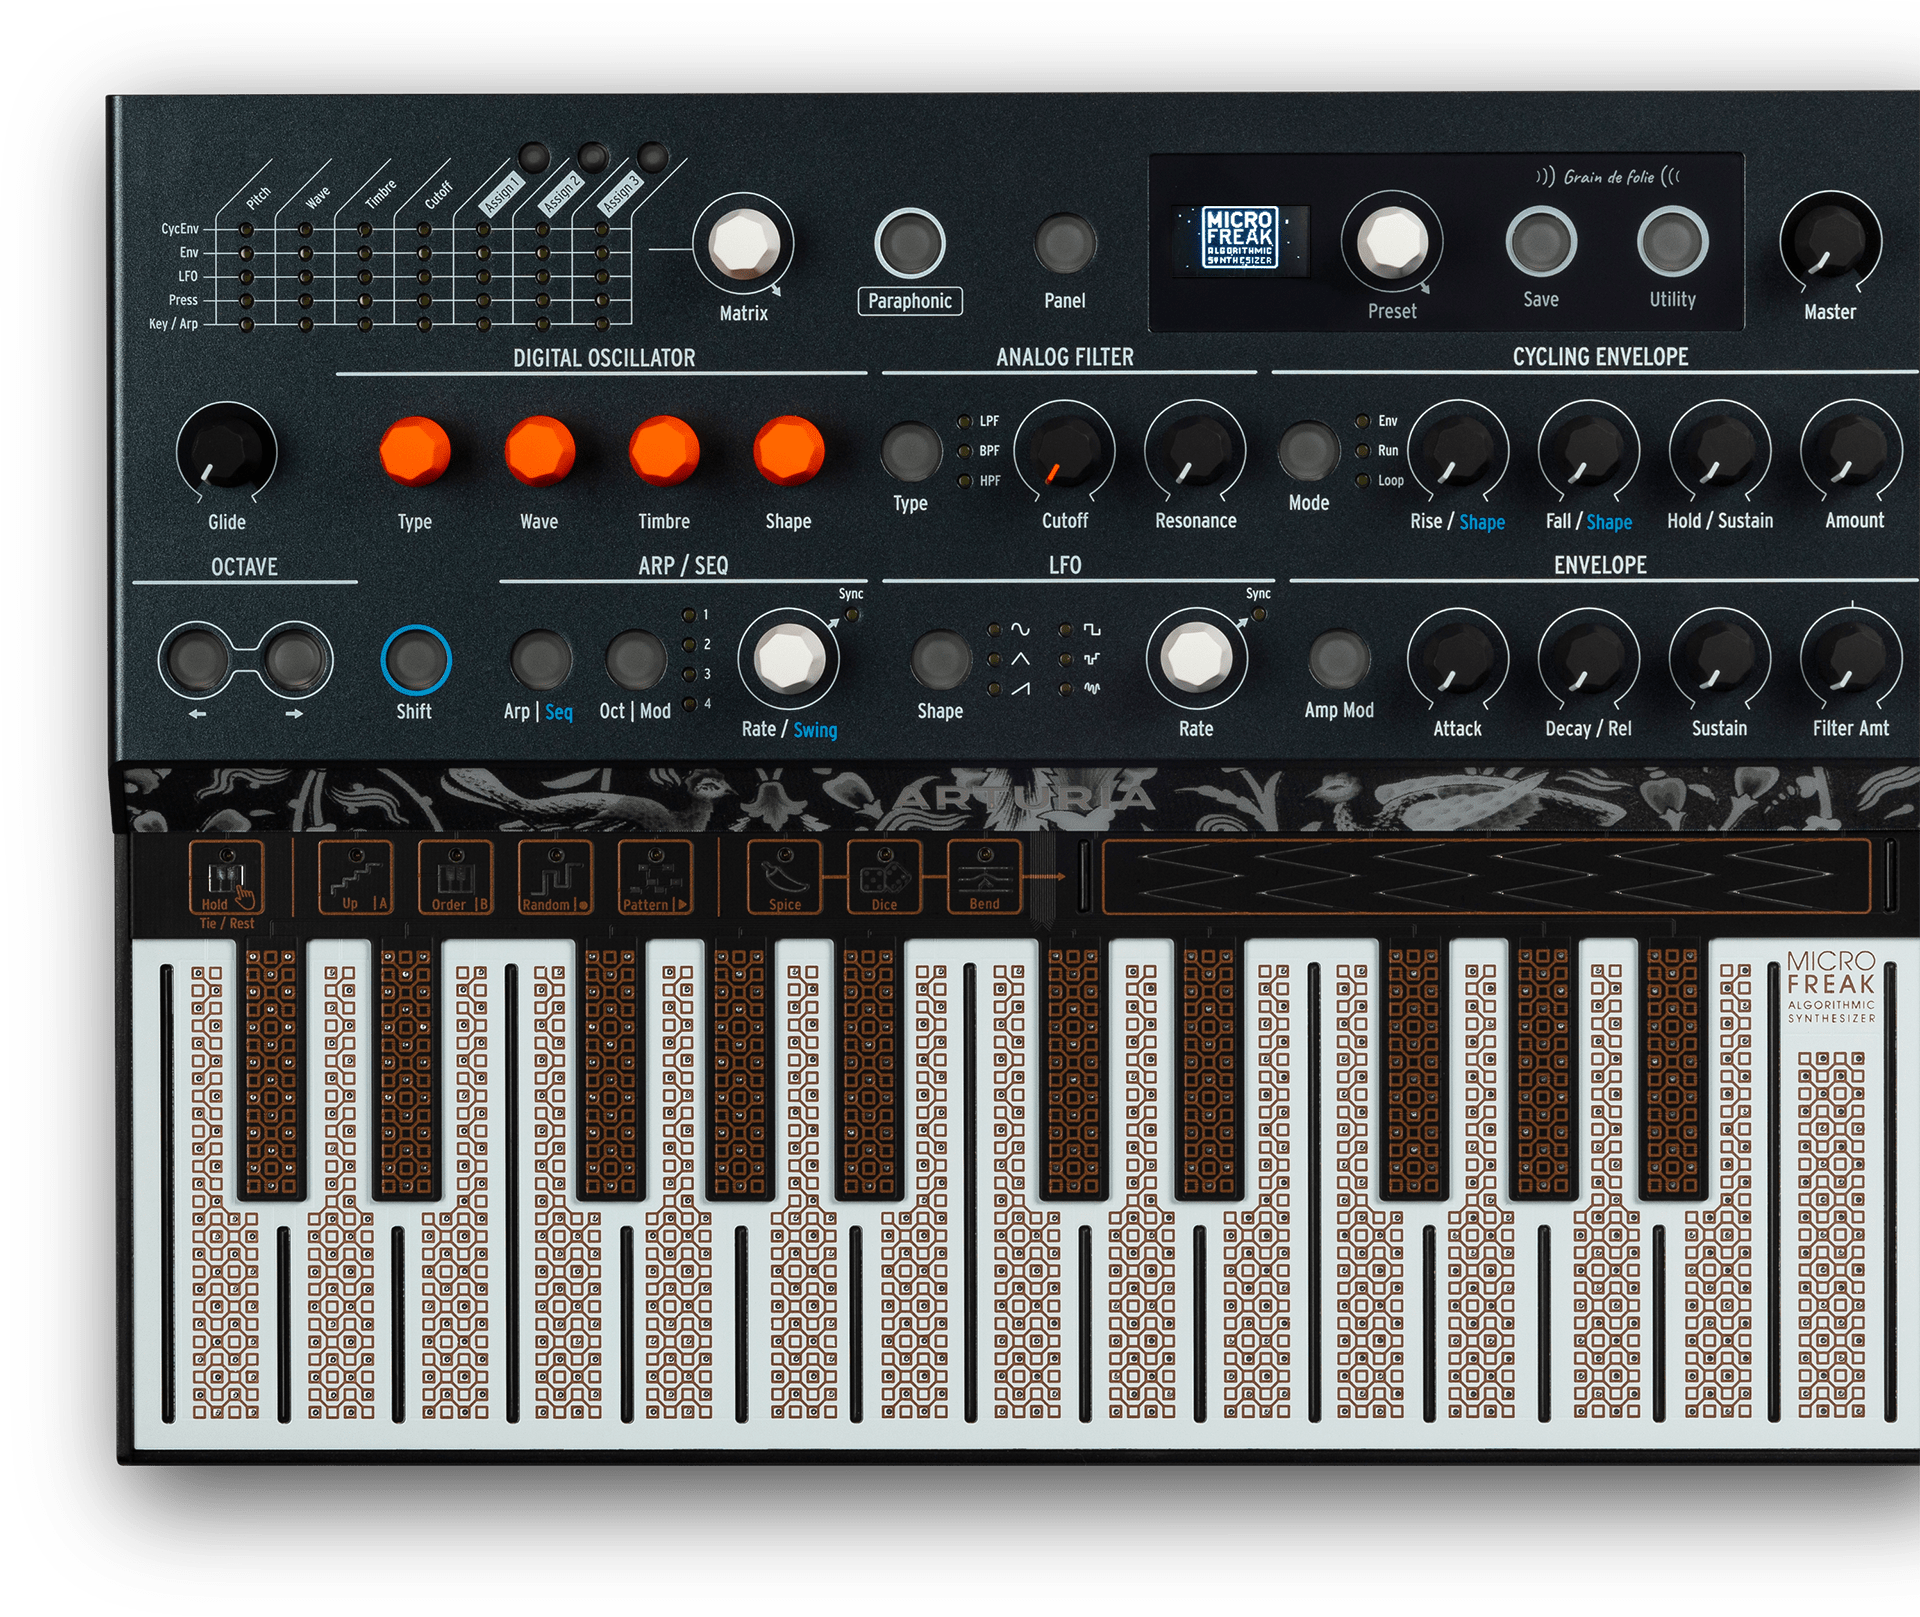 Pitch
Wave
Timbre
Cutoff
Assign 1
Assign 2
Assign 3
CycEnv
Env
LFO
Press
Key / Arp
Matrix
Paraphonic
Panel
MICRO
FREAK
ALGORITHMIC
SYNTHESIZER
Grain de folie
Preset
Save
Utility
Master
DIGITAL OSCILLATOR
ANALOG FILTER
CYCLING ENVELOPE
Glide
Type
Wave
Timbre
Shape
Type
LPF
BPF
HPF
Cutoff
Resonance
Mode
Env
Run
Loop
Rise / Shape
Fall / Shape
Hold / Sustain
Amount
OCTAVE
ARP / SEQ
LFO
ENVELOPE
Shift
Arp | Seq
Oct | Mod
1
2
3
4
Sync
Rate / Swing
Shape
Sync
Rate
Amp Mod
Attack
Decay / Rel
Sustain
Filter Amt
ARTURIA
Hold
Tie / Rest
Up | A
Order | B
Random |
Pattern |
Spice
Dice
Bend
MICRO
FREAK
ALGORITHMIC
SYNTHESIZER